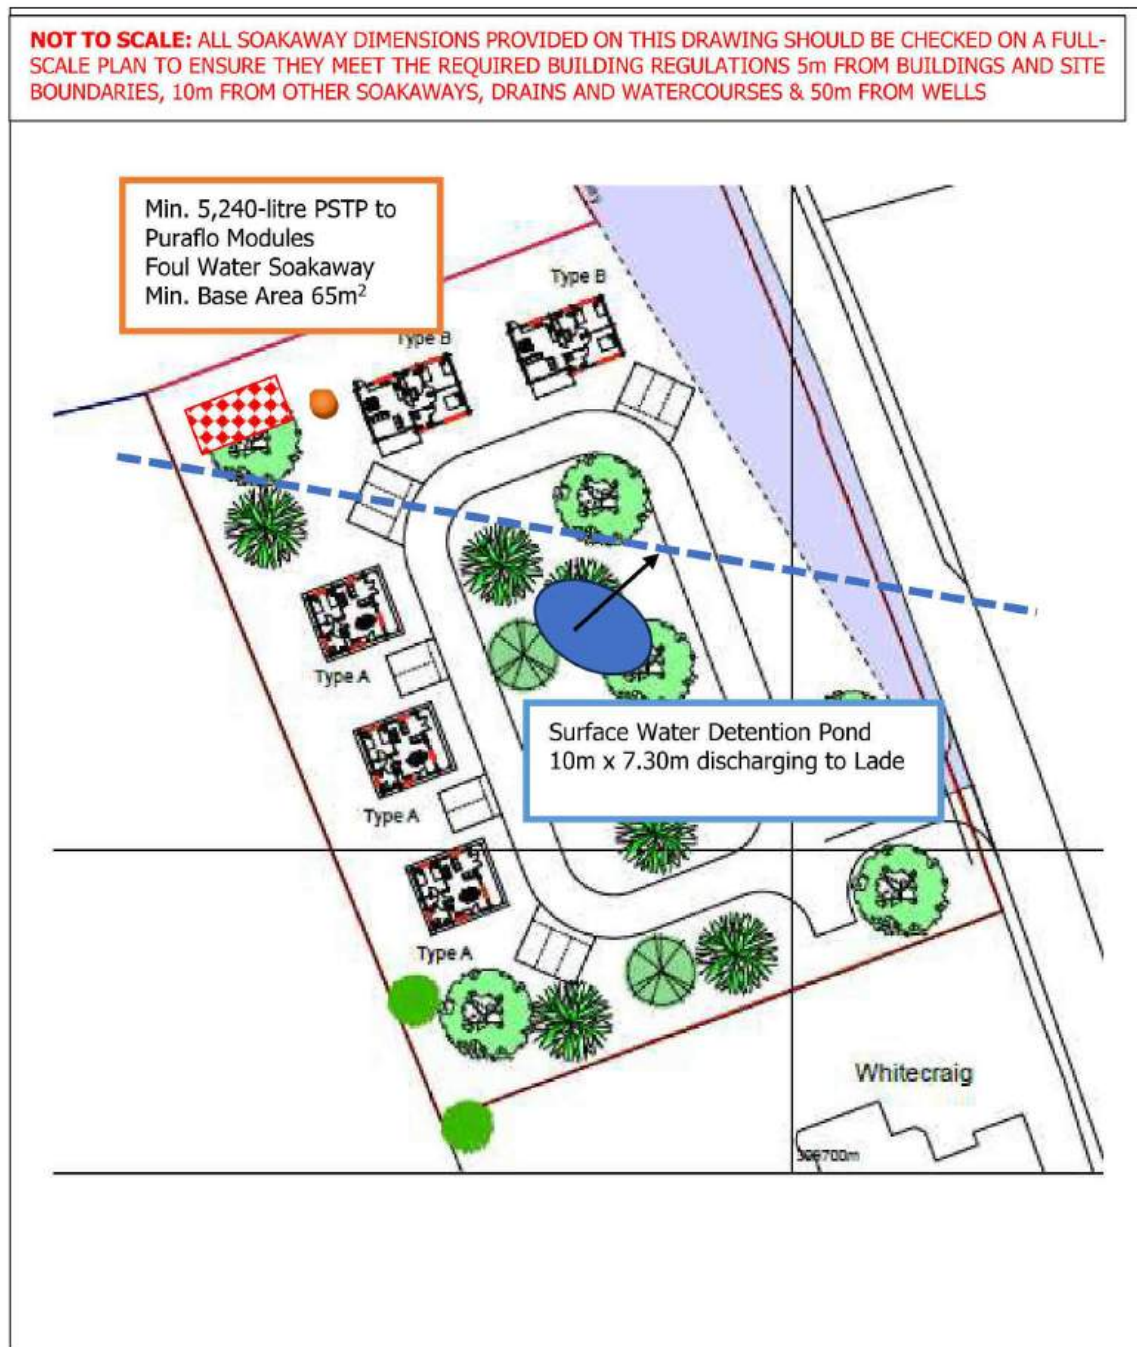 NOT TO SCALE: ALL SOAKAWAY DIMENSIONS PROVIDED ON THIS DRAWING SHOULD BE CHECKED ON A FULL-
SCALE PLAN TO ENSURE THEY MEET THE REQUIRED BUILDING REGULATIONS 5m FROM BUILDINGS AND SITE
BOUNDARIES, 10m FROM OTHER SOAKAWAYS, DRAINS AND WATERCOURSES & 50m FROM WELLS
Min. 5,240-litre PSTP to
Puraflo Modules
Foul Water Soakaway
Min. Base Area 65m²
Type B
Type B
Type A
Surface Water Detention Pond
10m x 7.30m discharging to Lade
Type A
Type A
Whitecraig